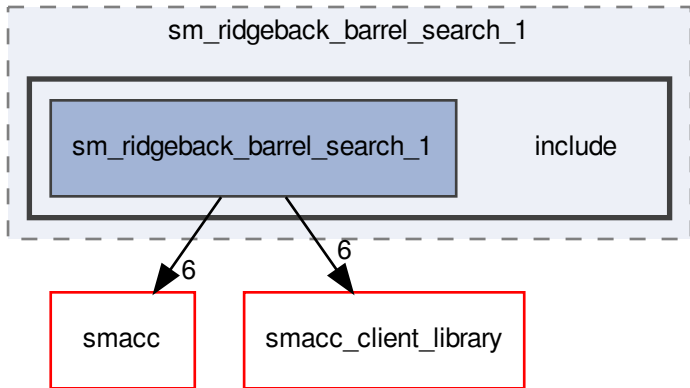 sm_ridgeback_barrel_search_1
sm_ridgeback_barrel_search_1
include
6
6
smacc
smacc_client_library